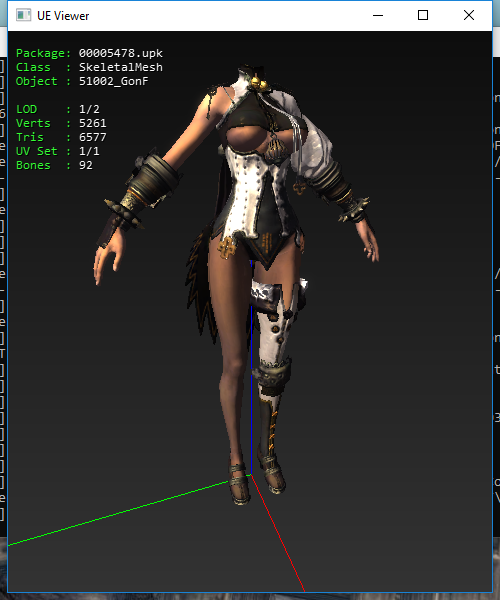 UE Viewer
Package: 00005478.upk
Class : SkeletalMesh
Object : 51002_GonF
LOD : 1/2
Verts : 5261
Tris : 6577
UV Set : 1/1
Bones : 92